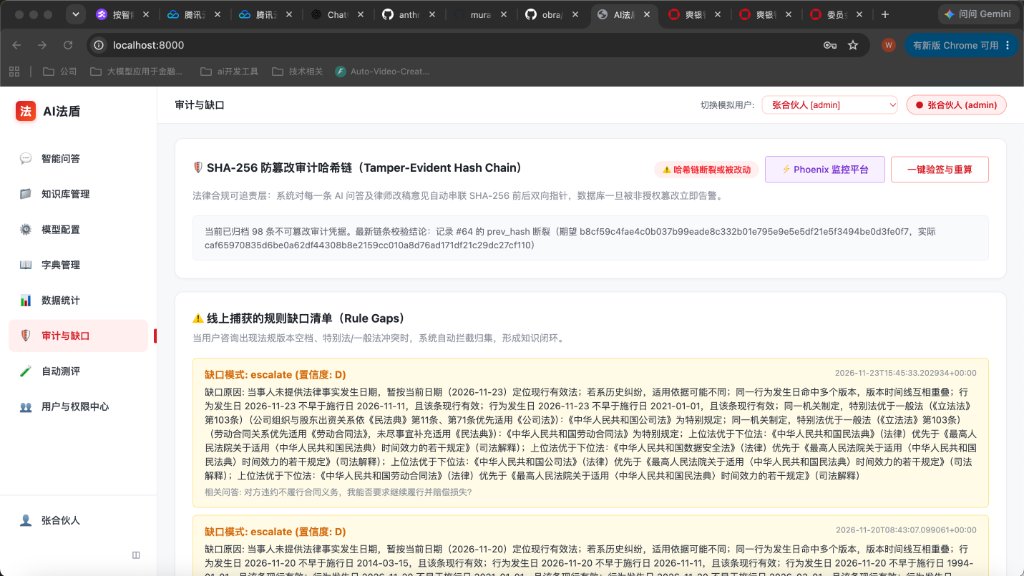 按智
腾讯云
腾讯云
Chat
anthr
mura
obra/
AI法盾
爽银
爽银
委员
问问 Gemini
localhost:8000
W
有新版 Chrome 可用
公司
大模型应用于金融...
ai开发工具
技术相关
Auto-Video-Creat...
法 AI法盾
审计与缺口
切换模拟用户:
张合伙人 [admin]
张合伙人 (admin)
智能问答
知识库管理
模型配置
字典管理
数据统计
审计与缺口
自动测评
用户与权限中心
张合伙人
SHA-256 防篡改审计哈希链（Tamper-Evident Hash Chain）
哈希链断裂或被改动
Phoenix 监控平台
一键验签与重算
法律合规可追责层：系统对每一条 AI 问答及律师改稿意见自动串联 SHA-256 前后双向指针，数据库一旦被非授权篡改立即告警。
当前已归档 98 条不可篡改审计凭据。最新链条校验结论：记录 #64 的 prev_hash 断裂（期望 b8cf59c4fae4c0b037b99eade8c332b01e795e9e5e5df21e5f3494be0d3fe0f7，实际
caf65970835d6be0a62df44308b8e2159cc010a8d76ad171df21c29dc27cf110）
线上捕获的规则缺口清单（Rule Gaps）
当用户咨询出现法规版本空档、特别法/一般法冲突时，系统自动拦截归集，形成知识闭环。
缺口模式: escalate (置信度: D)
2026-11-23T15:45:33.202934+00:00
缺口原因: 当事人未提供法律事实发生日期，暂按当前日期（2026-11-23）定位现行有效法；若系历史纠纷，适用依据可能不同；同一行为发生日命中多个版本，版本时间线互相重叠；行
为发生日 2026-11-23 不早于施行日 2026-11-11，且该条现行有效；行为发生日 2026-11-23 不早于施行日 2021-01-01，且该条现行有效；同一机关制定，特别法优于一般法（《立法法》
第103条）（公司组织与股东出资关系依《民法典》第11条、第71条优先适用《公司法》）：《中华人民共和国公司法》为特别规定；同一机关制定，特别法优于一般法（《立法法》第103条）
（劳动合同关系优先适用《劳动合同法》，未尽事宜补充适用《民法典》）：《中华人民共和国劳动合同法》为特别规定；上位法优于下位法：《中华人民共和国民法典》（法律）优先于《最高人
民法院关于适用〈中华人民共和国民法典〉时间效力的若干规定》（司法解释）；上位法优于下位法：《中华人民共和国数据安全法》（法律）优先于《最高人民法院关于适用〈中华人民共和国民
法典〉时间效力的若干规定》（司法解释）；上位法优于下位法：《中华人民共和国公司法》（法律）优先于《最高人民法院关于适用〈中华人民共和国民法典〉时间效力的若干规定》（司法
解释）；上位法优于下位法：《中华人民共和国劳动合同法》（法律）优先于《最高人民法院关于适用〈中华人民共和国民法典〉时间效力的若干规定》（司法解释）
相关问答: 对方违约不履行合同义务，我能否要求继续履行并赔偿损失?
缺口模式: escalate (置信度: D)
2026-11-20T08:43:07.099061+00:00
缺口原因: 当事人未提供法律事实发生日期，暂按当前日期（2026-11-20）定位现行有效法；若系历史纠纷，适用依据可能不同；同一行为发生日命中多个版本，版本时间线互相重叠；行
为发生日 2026-11-20 不早于施行日 2014-03-15，且该条现行有效；行为发生日 2026-11-20 不早于施行日 2026-11-11，且该条现行有效；行为发生日 2026-11-20 不早于施行日 1994-